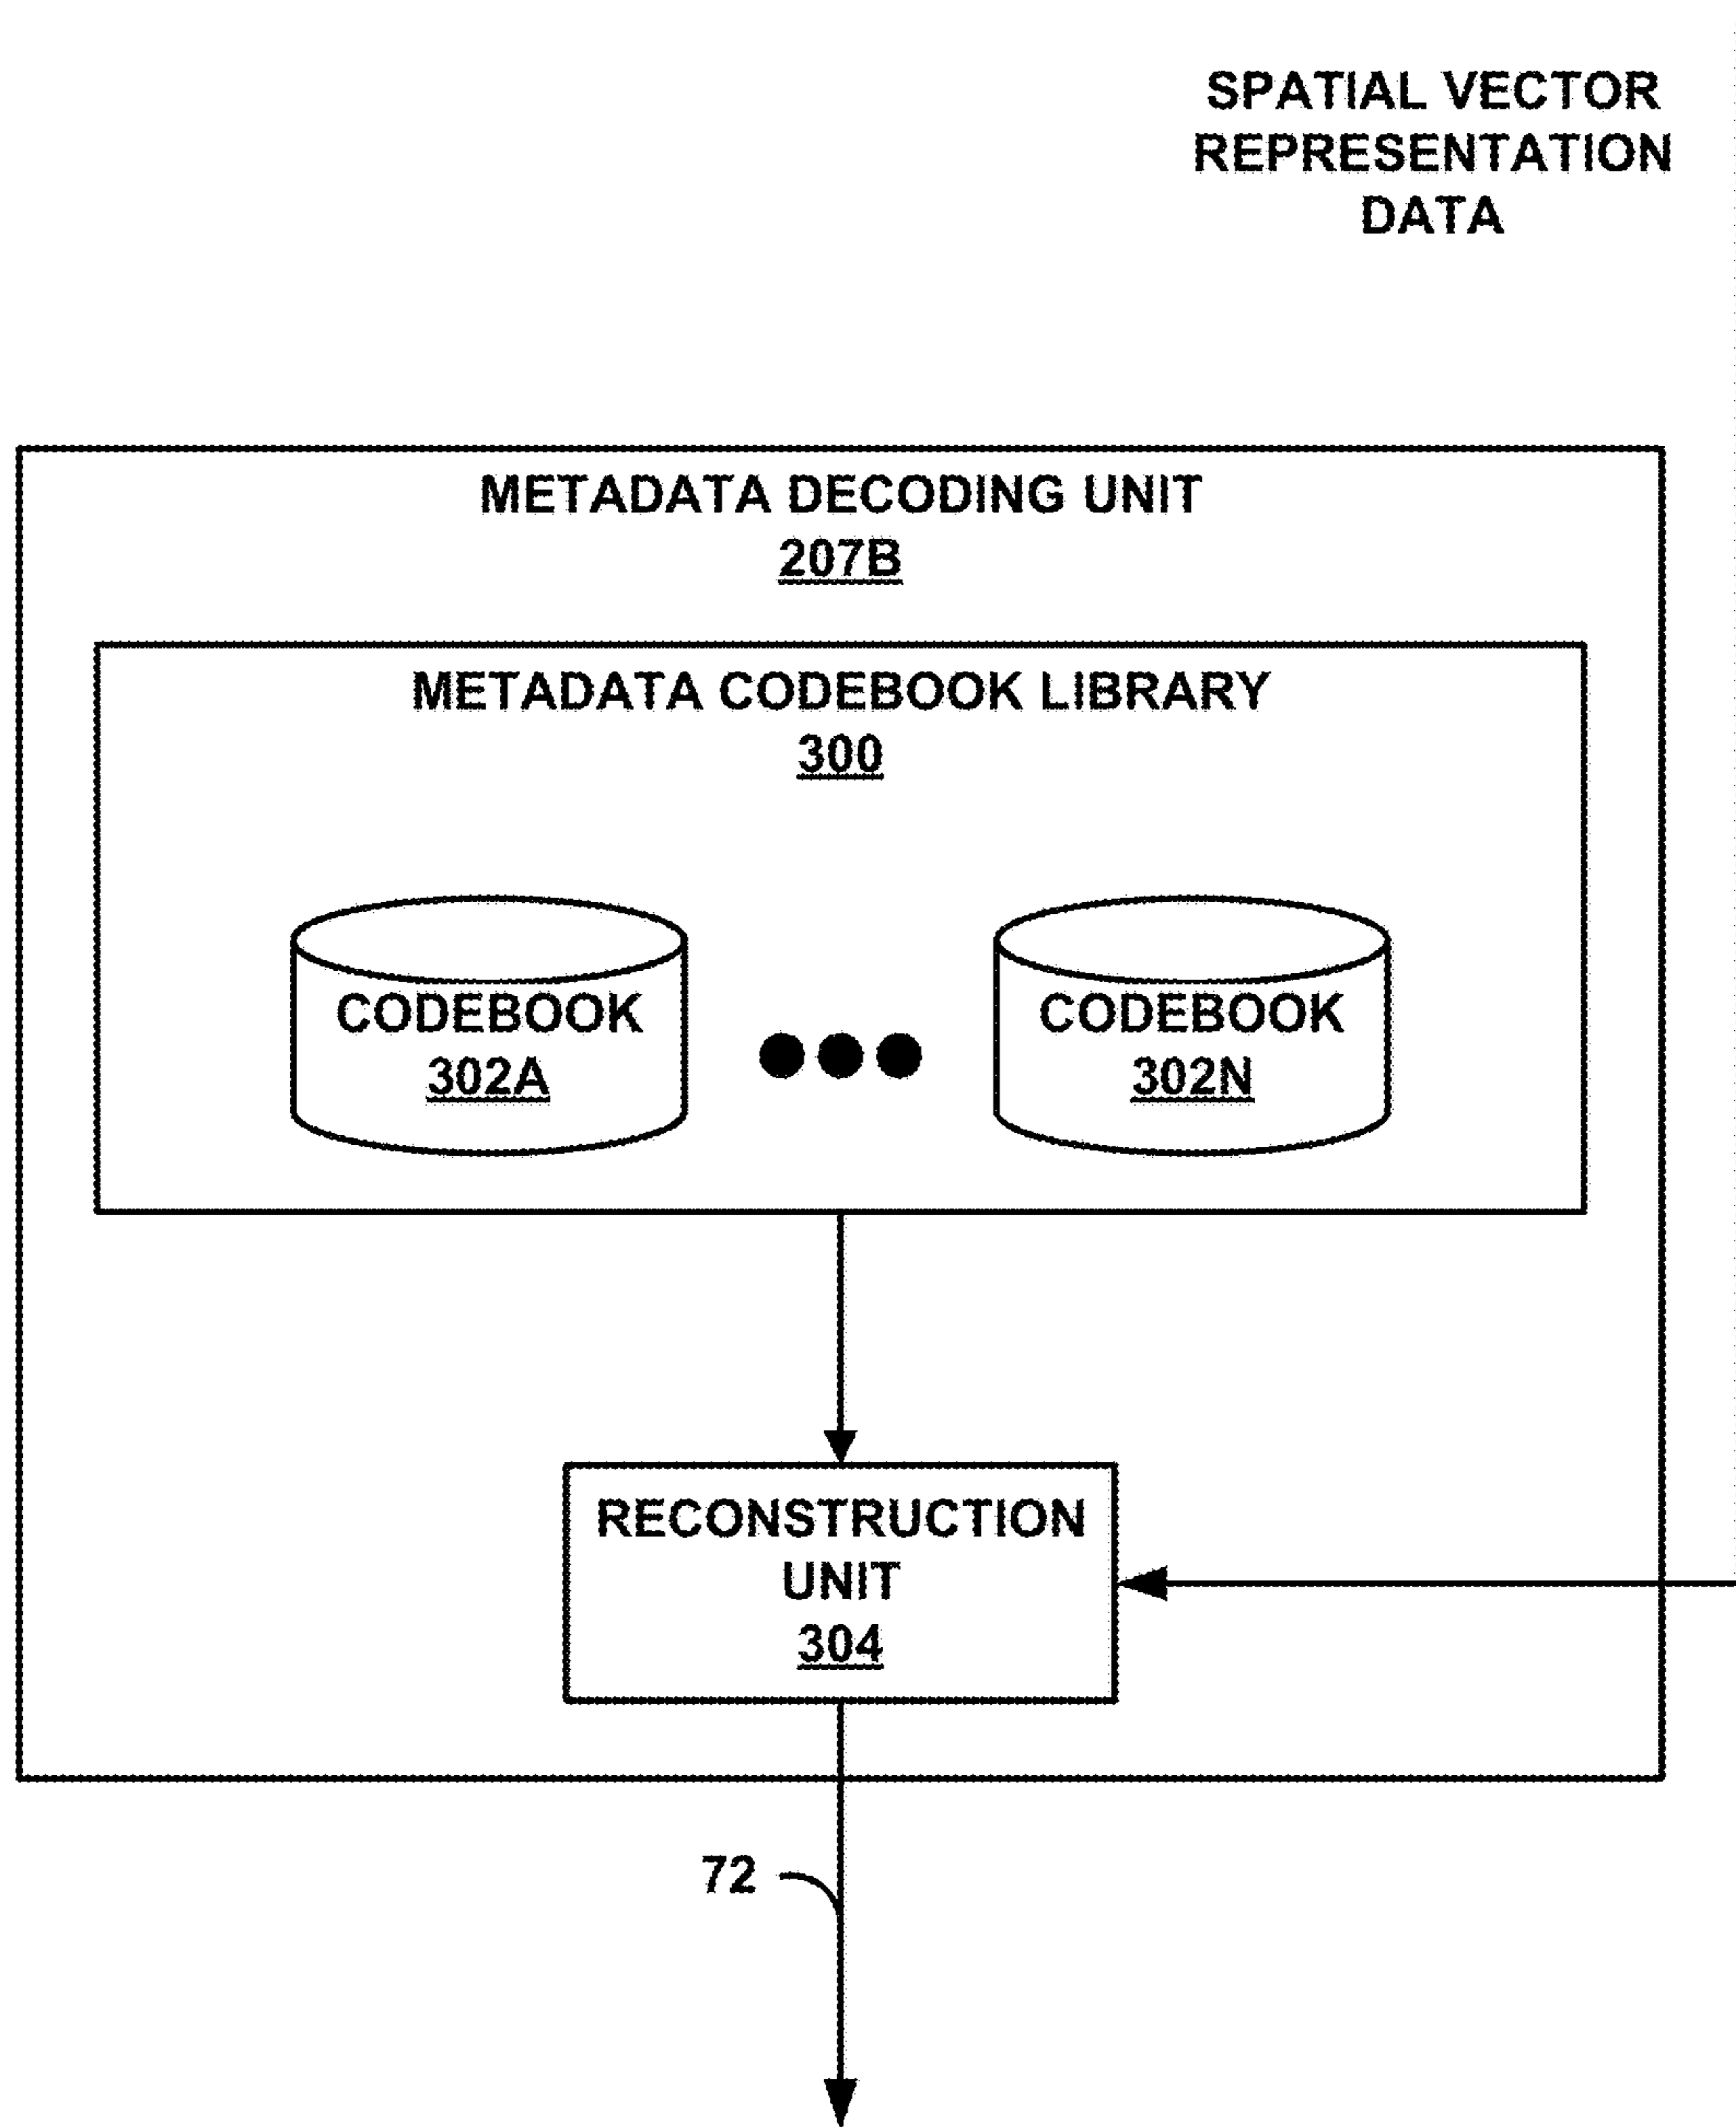 SPATIAL VECTOR
REPRESENTATION
DATA
METADATA DECODING UNIT
207B
METADATA CODEBOOK LIBRARY
300
CODEBOOK
302A
CODEBOOK
302N
RECONSTRUCTION
UNIT
304
72